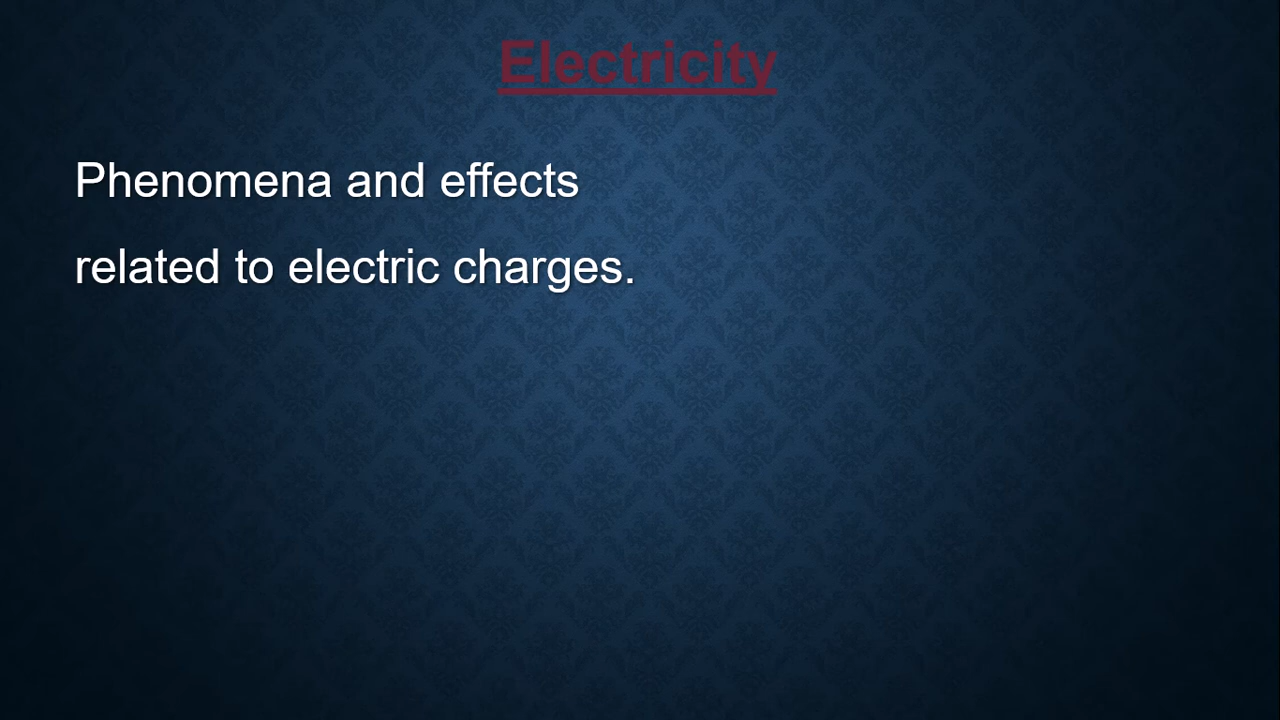 Electricity
Phenomena and effects
related to electric charges.